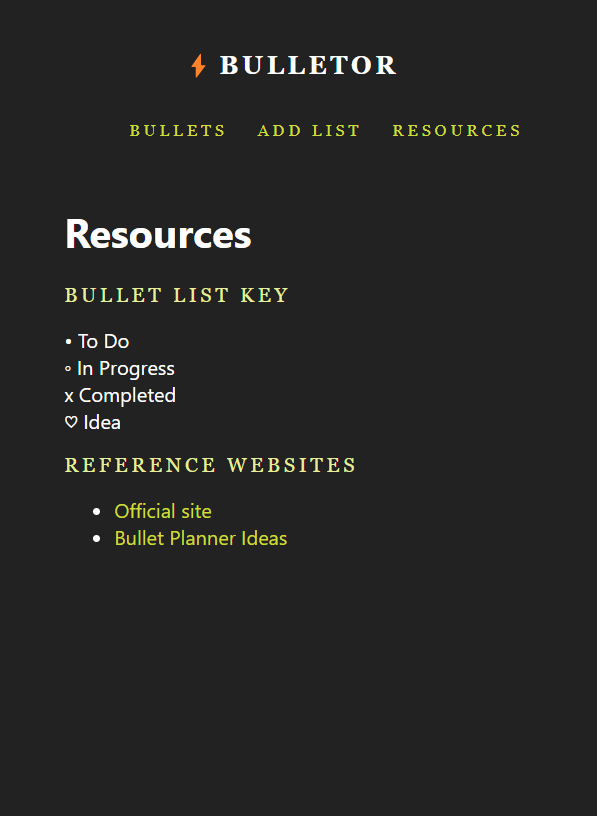 BULLETOR
BULLETS ADD LIST RESOURCES
Resources
BULLET LIST KEY
• To Do
◦ In Progress
x Completed
♡ Idea
REFERENCE WEBSITES
• Official site
• Bullet Planner Ideas